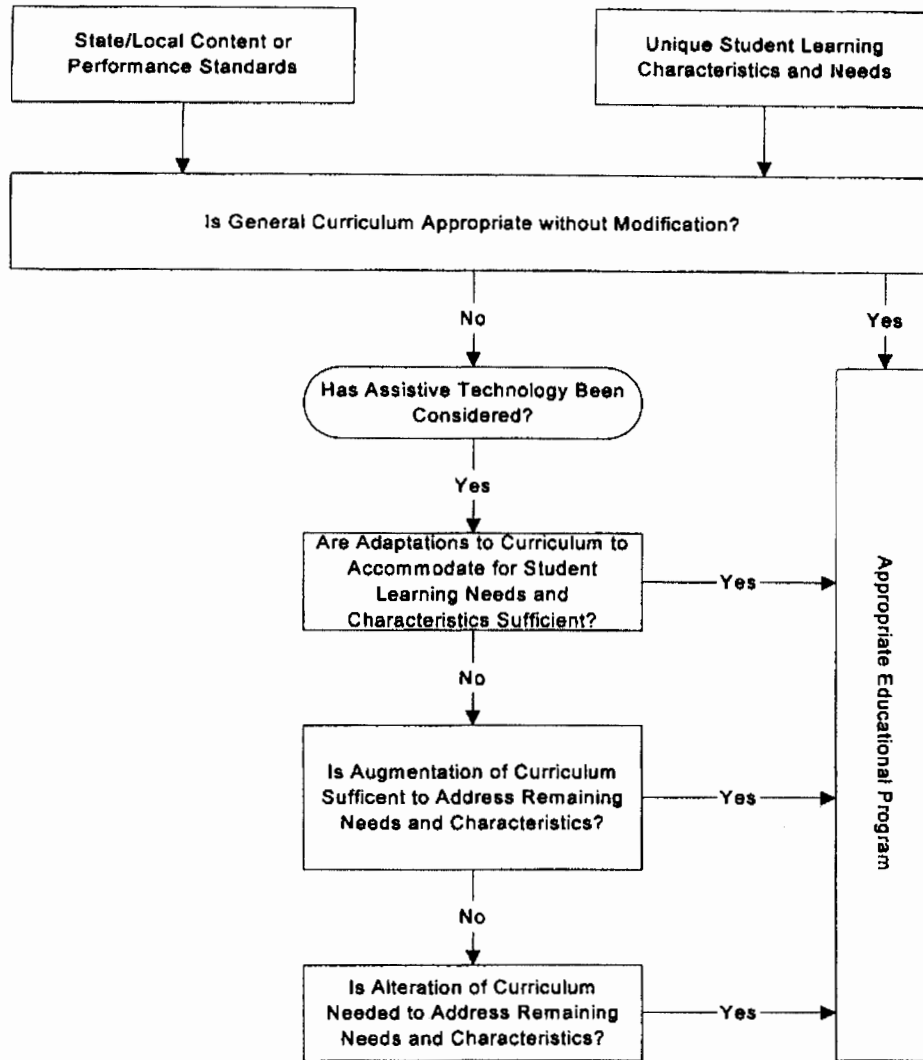 State/Local Content or
Performance Standards
Unique Student Learning
Characteristics and Needs
Is General Curriculum Appropriate without Modification?
No
Yes
Has Assistive Technology Been
Considered?
Yes
Are Adaptations to Curriculum to
Accommodate for Student
Learning Needs and
Characteristics Sufficient?
Yes
No
Is Augmentation of Curriculum
Sufficent to Address Remaining
Needs and Characteristics?
Yes
No
Is Alteration of Curriculum
Needed to Address Remaining
Needs and Characteristics?
Yes
Appropriate Educational Program